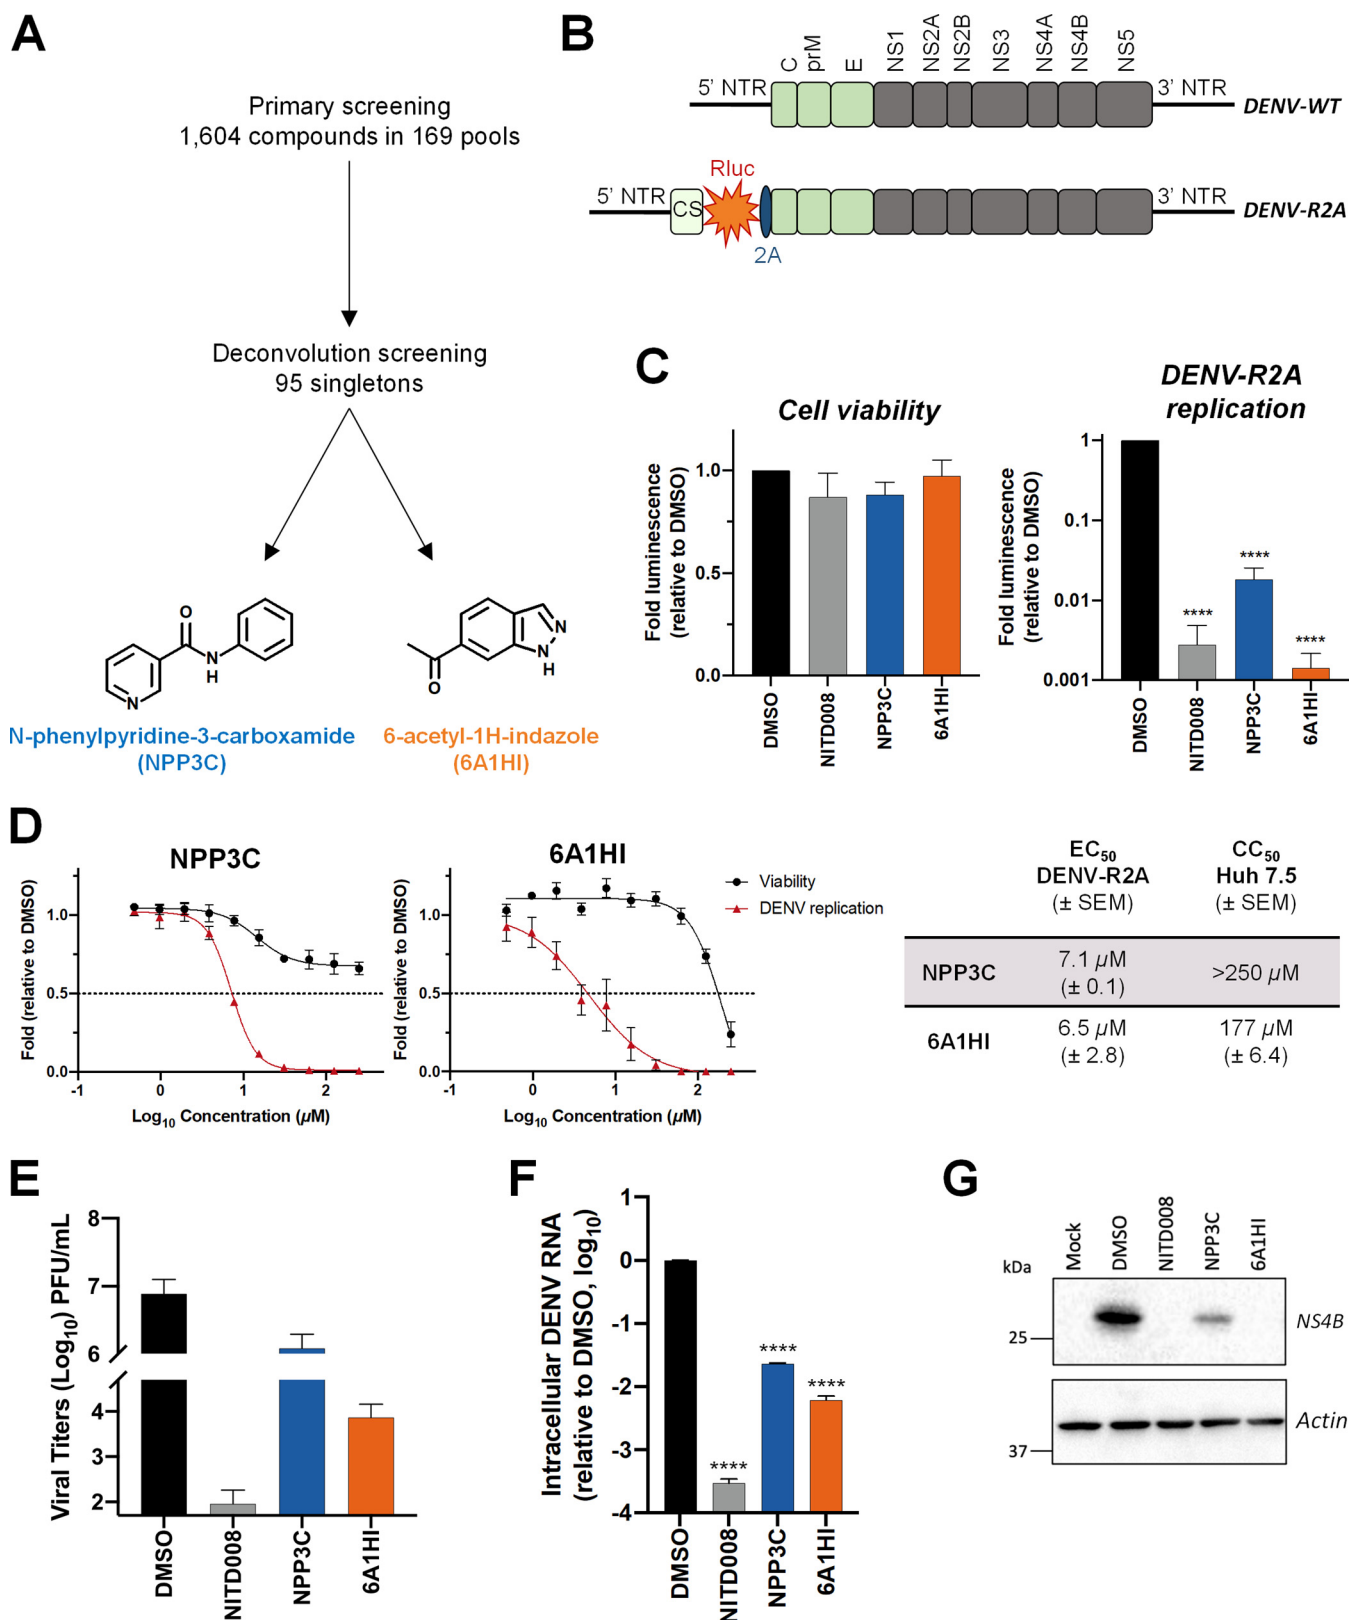 A
Primary screening
1,604 compounds in 169 pools
Deconvolution screening
95 singletons
O
N
H
N
N
N
H
O
N-phenylpyridine-3-carboxamide
(NPP3C)
6-acetyl-1H-indazole
(6A1HI)
B
C
prM
E
NS1
NS2A
NS2B
NS3
NS4A
NS4B
NS5
5' NTR
3' NTR
DENV-WT
Rluc
5' NTR
CS
3' NTR
DENV-R2A
2A
C
Cell viability
Fold luminescence
(relative to DMSO)
1.0
0.5
0.0
DMSO
NITD008
NPP3C
6A1HI
DENV-R2A
replication
Fold luminescence
(relative to DMSO)
1
0.1
0.01
0.001
****
****
****
DMSO
NITD008
NPP3C
6A1HI
D
NPP3C
Fold (relative to DMSO)
1.0
0.5
0.0
-1
0
1
2
Log10 Concentration (µM)
6A1HI
Fold (relative to DMSO)
1.0
0.5
0.0
-1
0
1
2
Log10 Concentration (µM)
Viability
DENV replication
EC50
DENV-R2A
(± SEM)
CC50
Huh 7.5
(± SEM)
NPP3C
7.1 µM
(± 0.1)
>250 µM
6A1HI
6.5 µM
(± 2.8)
177 µM
(± 6.4)
E
Viral Titers (Log10) PFU/mL
8
7
6
4
3
2
DMSO
NITD008
NPP3C
6A1HI
F
Intracellular DENV RNA
(relative to DMSO, log10)
1
0
-1
-2
-3
-4
****
****
****
DMSO
NITD008
NPP3C
6A1HI
G
Mock
DMSO
NITD008
NPP3C
6A1HI
kDa
25
NS4B
37
Actin